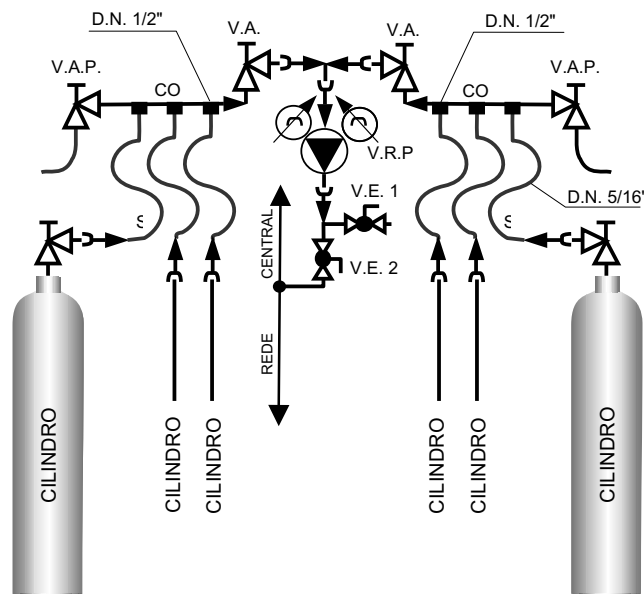 D.N. 1/2"
V.A.
V.A.
D.N. 1/2"
V.A.P.
CO
CO
V.A.P.
V.R.P
V.E. 1
D.N. 5/16"
S
S
CENTRAL
V.E. 2
REDE
CILINDRO
CILINDRO
CILINDRO
CILINDRO
CILINDRO
CILINDRO